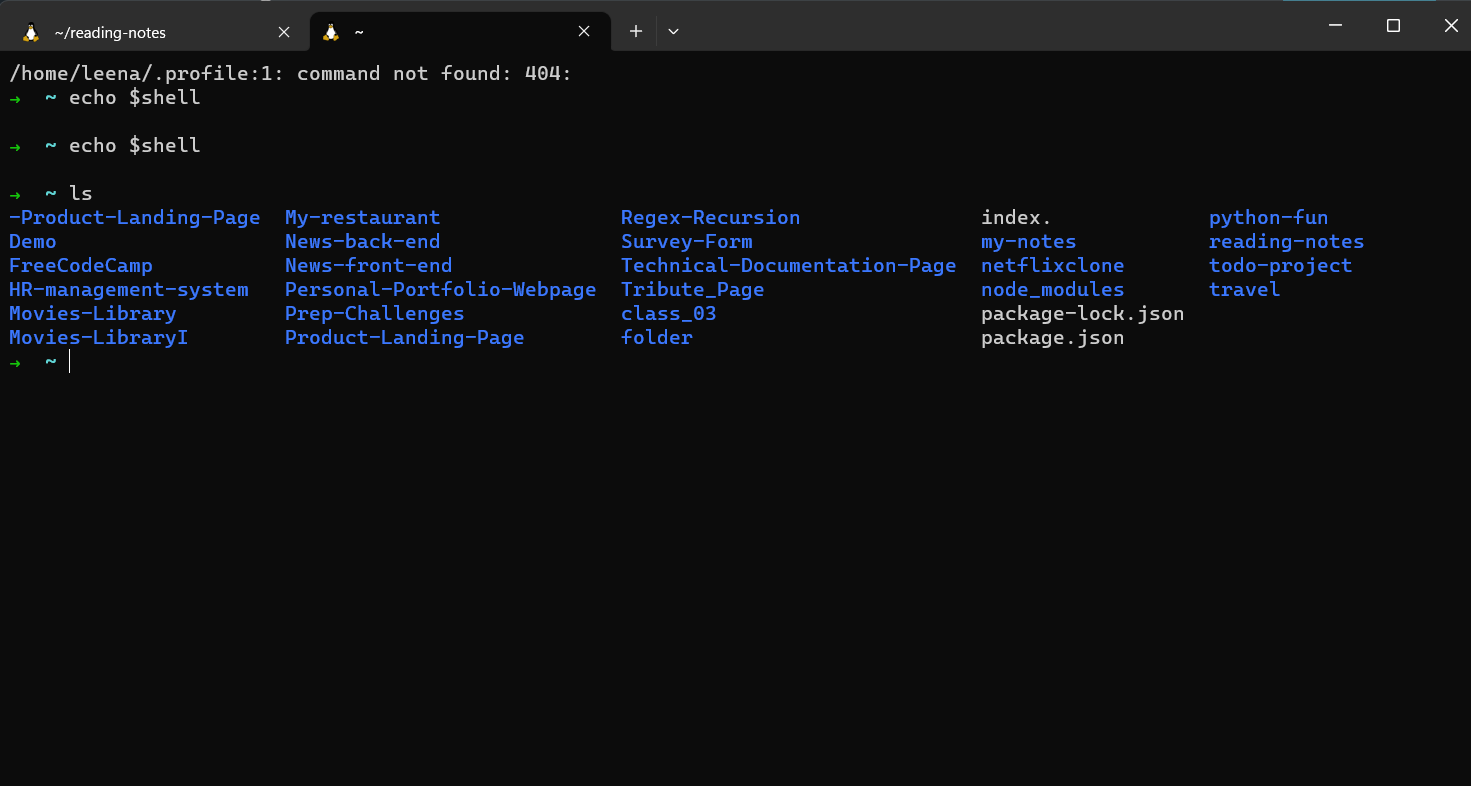 ~/reading-notes ~
/home/leena/.profile:1: command not found: 404:
→ ~ echo $shell
→ ~ echo $shell
→ ~ ls
-Product-Landing-Page My-restaurant Regex-Recursion index. python-fun
Demo News-back-end Survey-Form my-notes reading-notes
FreeCodeCamp News-front-end Technical-Documentation-Page netflixclone todo-project
HR-management-system Personal-Portfolio-Webpage Tribute_Page node_modules travel
Movies-Library Prep-Challenges class_03 package-lock.json
Movies-LibraryI Product-Landing-Page folder package.json
→ ~